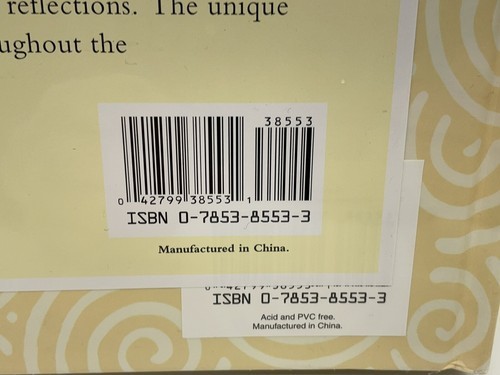 reflections. The unique
ughout the
38553
0 42799 38553 1
ISBN 0-7853-8553-3
Manufactured in China.
ISBN 0-7853-8553-3
Acid and PVC free.
Manufactured in China.